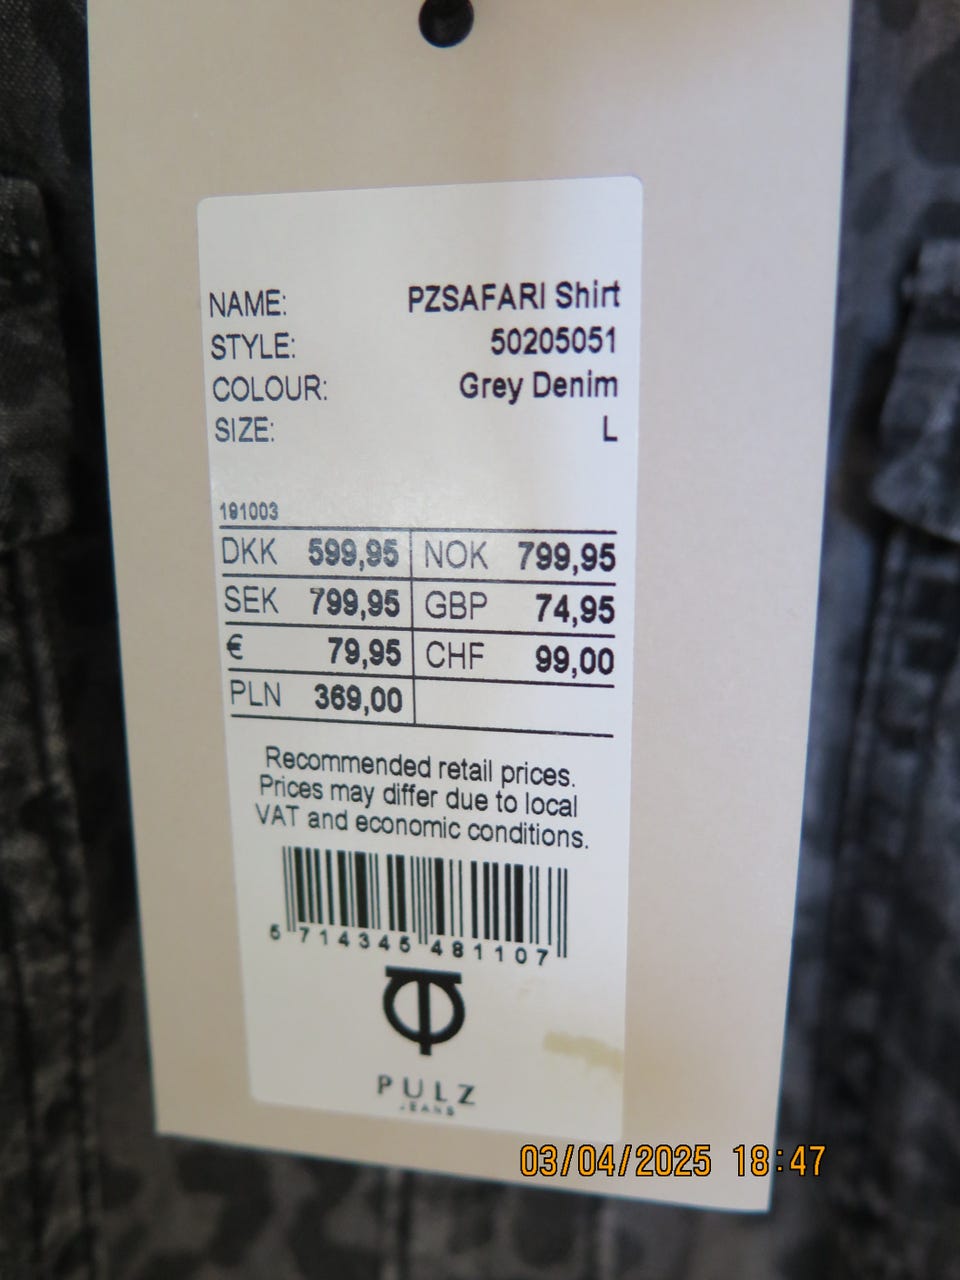 NAME: PZSAFARI Shirt
STYLE: 50205051
COLOUR: Grey Denim
SIZE: L
191003
DKK 599,95 NOK 799,95
SEK 799,95 GBP 74,95
€ 79,95 CHF 99,00
PLN 369,00
Recommended retail prices.
Prices may differ due to local
VAT and economic conditions.
5 714345 481107
PULZ
JEANS
03/04/2025 18:47